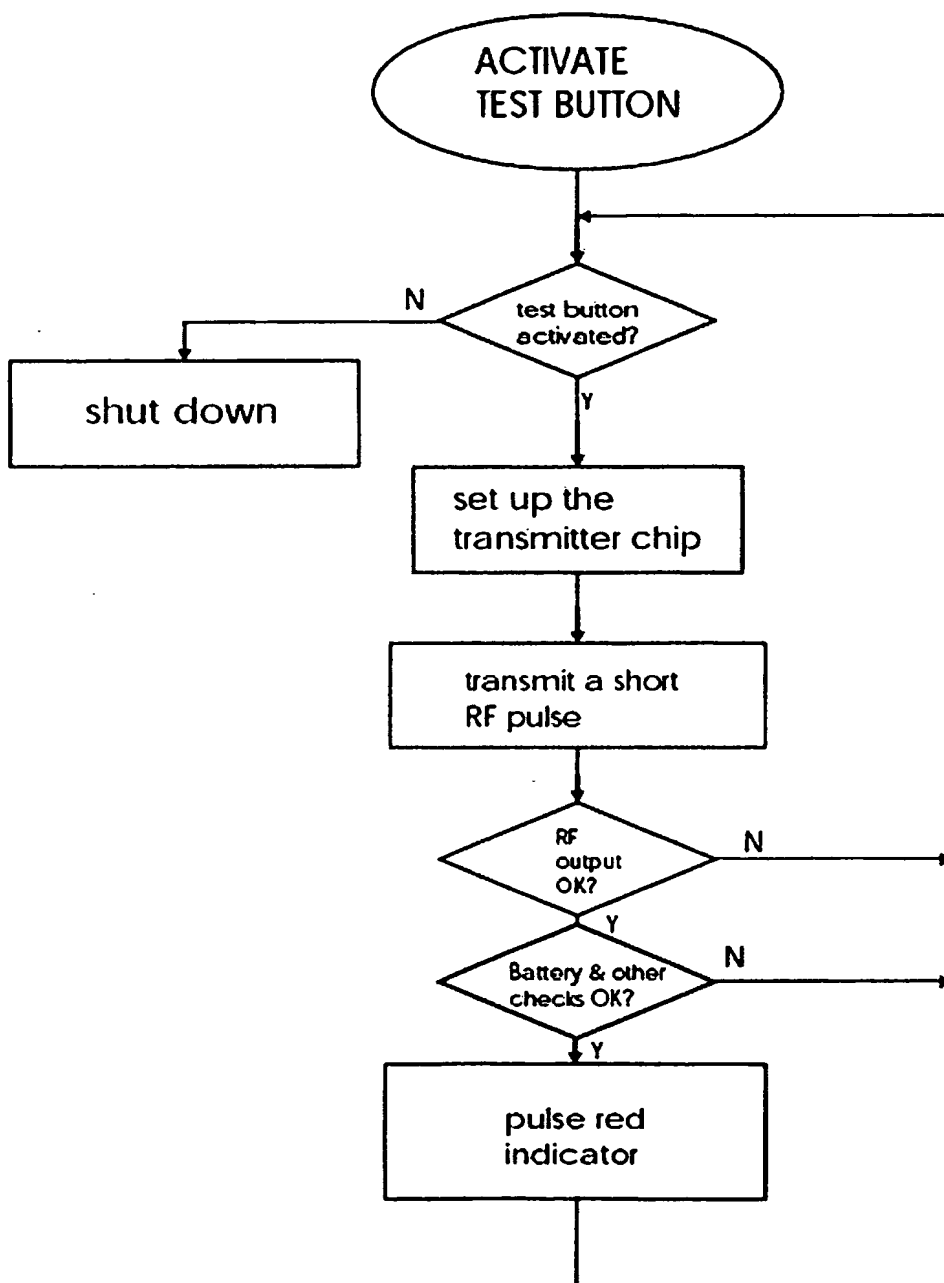 ACTIVATE
TEST BUTTON
N
test button
activated?
shut down
Y
set up the
transmitter chip
transmit a short
RF pulse
RF
output
OK?
N
Y
Battery & other
checks OK?
N
Y
pulse red
indicator